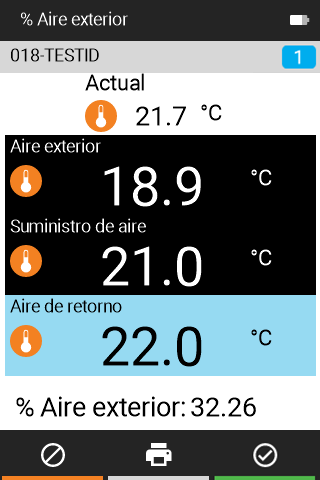 % Aire exterior
018-TESTID
1
Actual
21.7 °C
Aire exterior
18.9 °C
Suministro de aire
21.0 °C
Aire de retorno
22.0 °C
% Aire exterior: 32.26